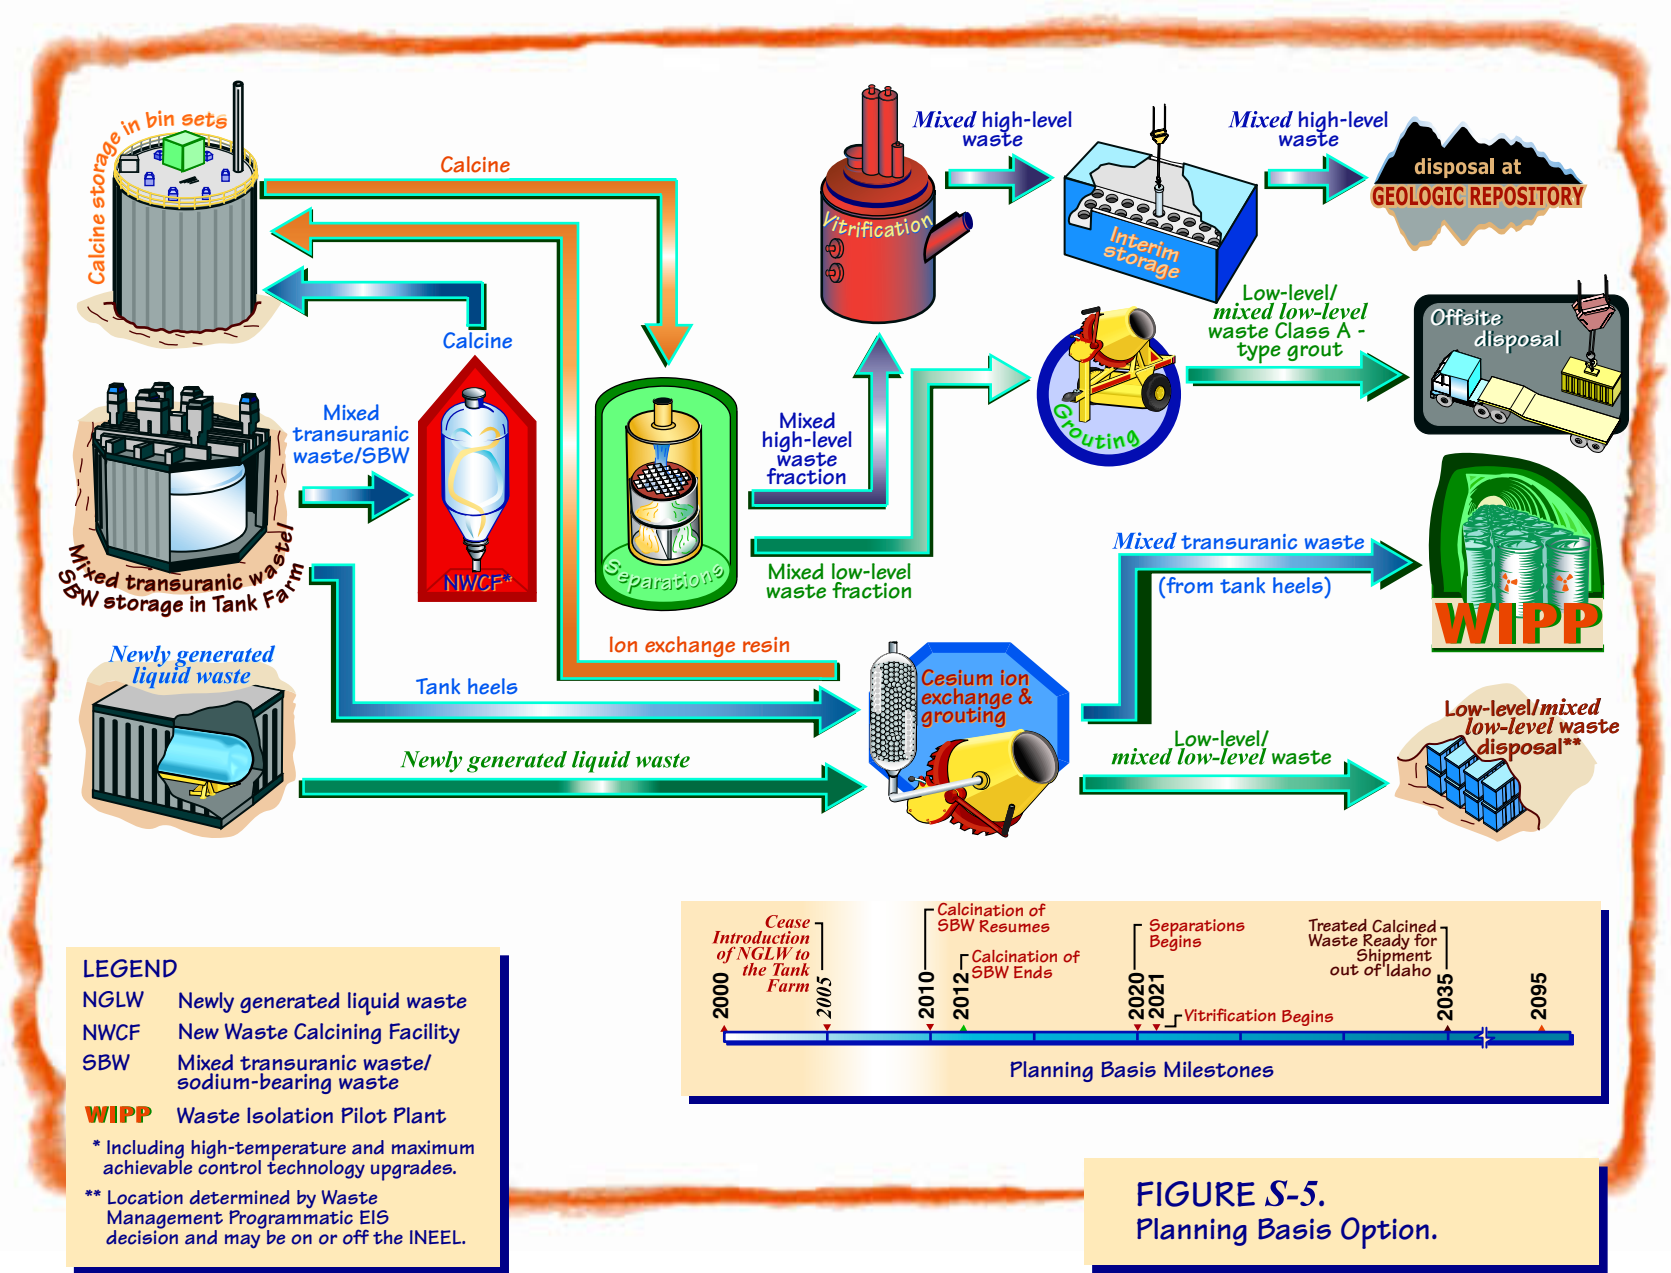 Calcine storage in bin sets
Calcine
Calcine
Mixed
transuranic
waste/SBW
NWCF*
Mixed transuranic waste/
SBW storage in Tank Farm
Newly generated
liquid waste
Separations
Mixed
high-level
waste
fraction
Mixed low-level
waste fraction
Vitrification
Mixed high-level
waste
Interim
storage
Mixed high-level
waste
disposal at
GEOLOGIC REPOSITORY
Grouting
Low-level/
mixed low-level
waste Class A -
type grout
Offsite
disposal
Ion exchange resin
Tank heels
Newly generated liquid waste
Cesium ion
exchange &
grouting
Mixed transuranic waste
(from tank heels)
WIPP
Low-level/
mixed low-level waste
Low-level/mixed
low-level waste
disposal**
Cease
Introduction
of NGLW to
the Tank
Farm
Calcination of
SBW Resumes
Calcination of
SBW Ends
Separations
Begins
Vitrification Begins
Treated Calcined
Waste Ready for
Shipment
out of Idaho
2000
2005
2010
2012
2020
2021
2035
2095
Planning Basis Milestones
LEGEND
NGLW Newly generated liquid waste
NWCF New Waste Calcining Facility
SBW Mixed transuranic waste/
sodium-bearing waste
WIPP Waste Isolation Pilot Plant
* Including high-temperature and maximum
achievable control technology upgrades.
** Location determined by Waste
Management Programmatic EIS
decision and may be on or off the INEEL.
FIGURE S-5.
Planning Basis Option.